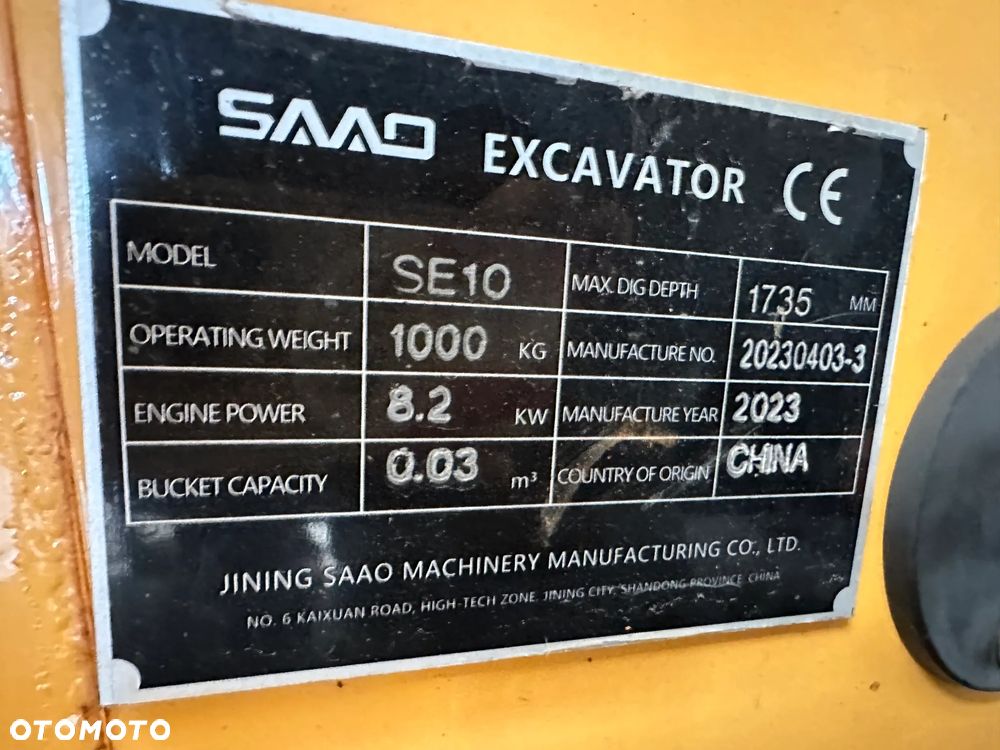 SAAO EXCAVATOR CE
MODEL SE10 MAX. DIG DEPTH 1735 MM
OPERATING WEIGHT 1000 KG MANUFACTURE NO. 20230403-3
ENGINE POWER 8.2 KW MANUFACTURE YEAR 2023
BUCKET CAPACITY 0.03 m³ COUNTRY OF ORIGIN CHINA
JINING SAAO MACHINERY MANUFACTURING CO., LTD.
NO. 6 KAIXUAN ROAD, HIGH-TECH ZONE, JINING CITY, SHANDONG PROVINCE, CHINA
OTOMOTO